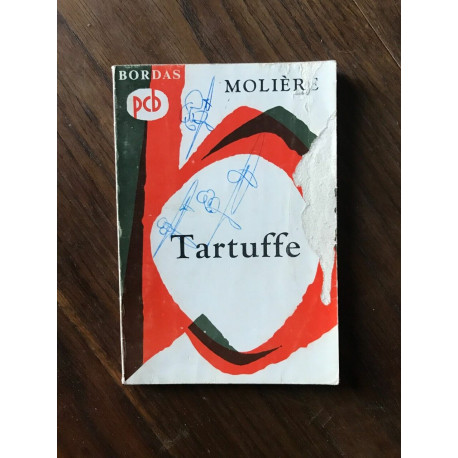 BORDAS
pcb
MOLIÈRE
Tartuffe